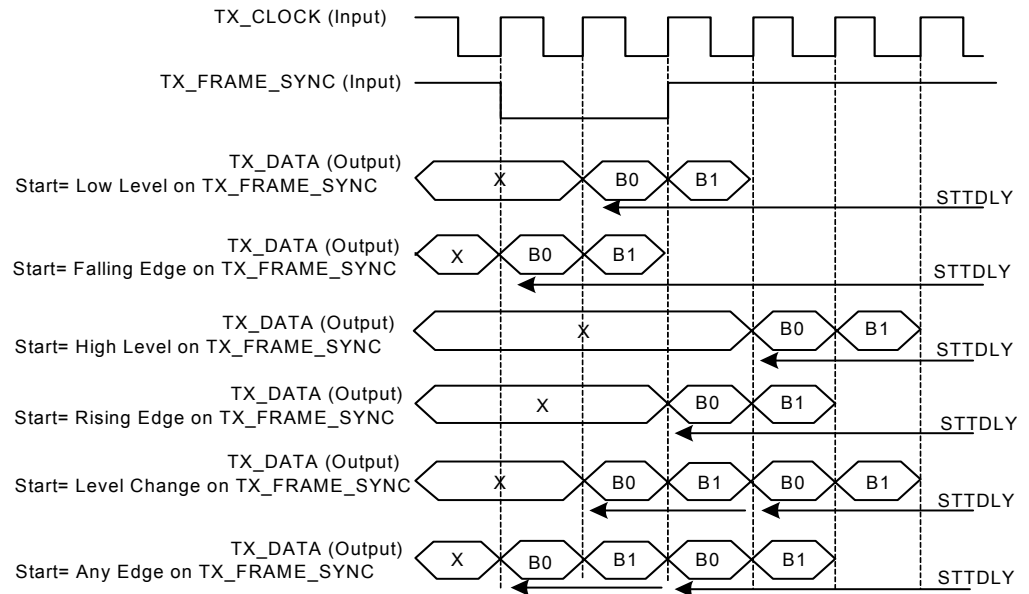 TX_CLOCK (Input)
TX_FRAME_SYNC (Input)
TX_DATA (Output)
Start= Low Level on TX_FRAME_SYNC
X B0 B1
STTDLY
TX_DATA (Output)
Start= Falling Edge on TX_FRAME_SYNC
X B0 B1
STTDLY
TX_DATA (Output)
Start= High Level on TX_FRAME_SYNC
X B0 B1
STTDLY
TX_DATA (Output)
Start= Rising Edge on TX_FRAME_SYNC
X B0 B1
STTDLY
TX_DATA (Output)
Start= Level Change on TX_FRAME_SYNC
X B0 B1 B0 B1
STTDLY
TX_DATA (Output)
Start= Any Edge on TX_FRAME_SYNC
X B0 B1 B0 B1
STTDLY